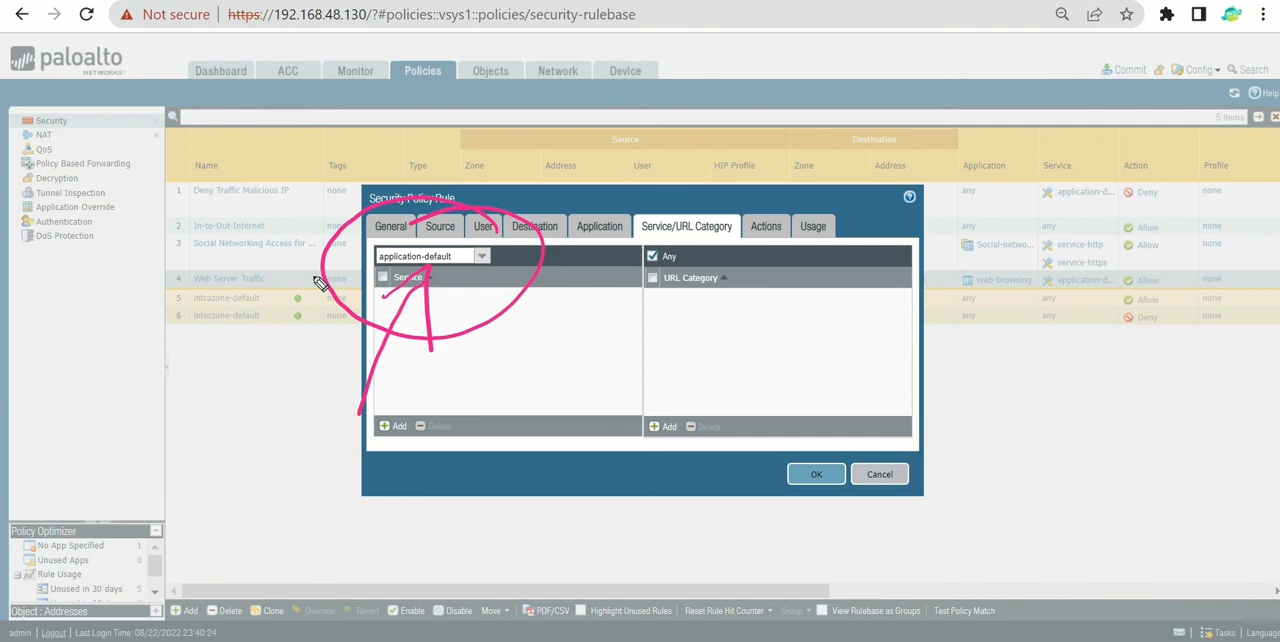 Not secure https://192.168.48.130/?#policies::vsys1::policies/security-rulebase
paloalto
NETWORKS
Dashboard ACC Monitor Policies Objects Network Device
Commit Config Search
Help
Security
NAT
QoS
Policy Based Forwarding
Decryption
Tunnel Inspection
Application Override
Authentication
DoS Protection
5 items
Source Destination
Name Tags Type Zone Address User HIP Profile Zone Address Application Service Action Profile
1 Deny Traffic Malicious IP none any application-d... Deny none
2 In-to-Out-Internet none any any Allow none
3 Social Networking Access for ... none Social-netwo... service-http Allow none
service-https
4 Web Server Traffic none web-browsing application-d... Allow none
5 intrazone-default none any any Allow none
6 interzone-default none any any Deny none
Security Policy Rule
General Source User Destination Application Service/URL Category Actions Usage
application-default
Service
Any
URL Category
Add Delete
Add Delete
OK Cancel
Policy Optimizer
No App Specified 1
Unused Apps 0
Rule Usage
Unused in 30 days 5
Object : Addresses
Add Delete Clone Override Revert Enable Disable Move PDF/CSV Highlight Unused Rules Reset Rule Hit Counter Group View Rulebase as Groups Test Policy Match
admin Logout Last Login Time: 08/22/2022 23:40:24
Tasks Language